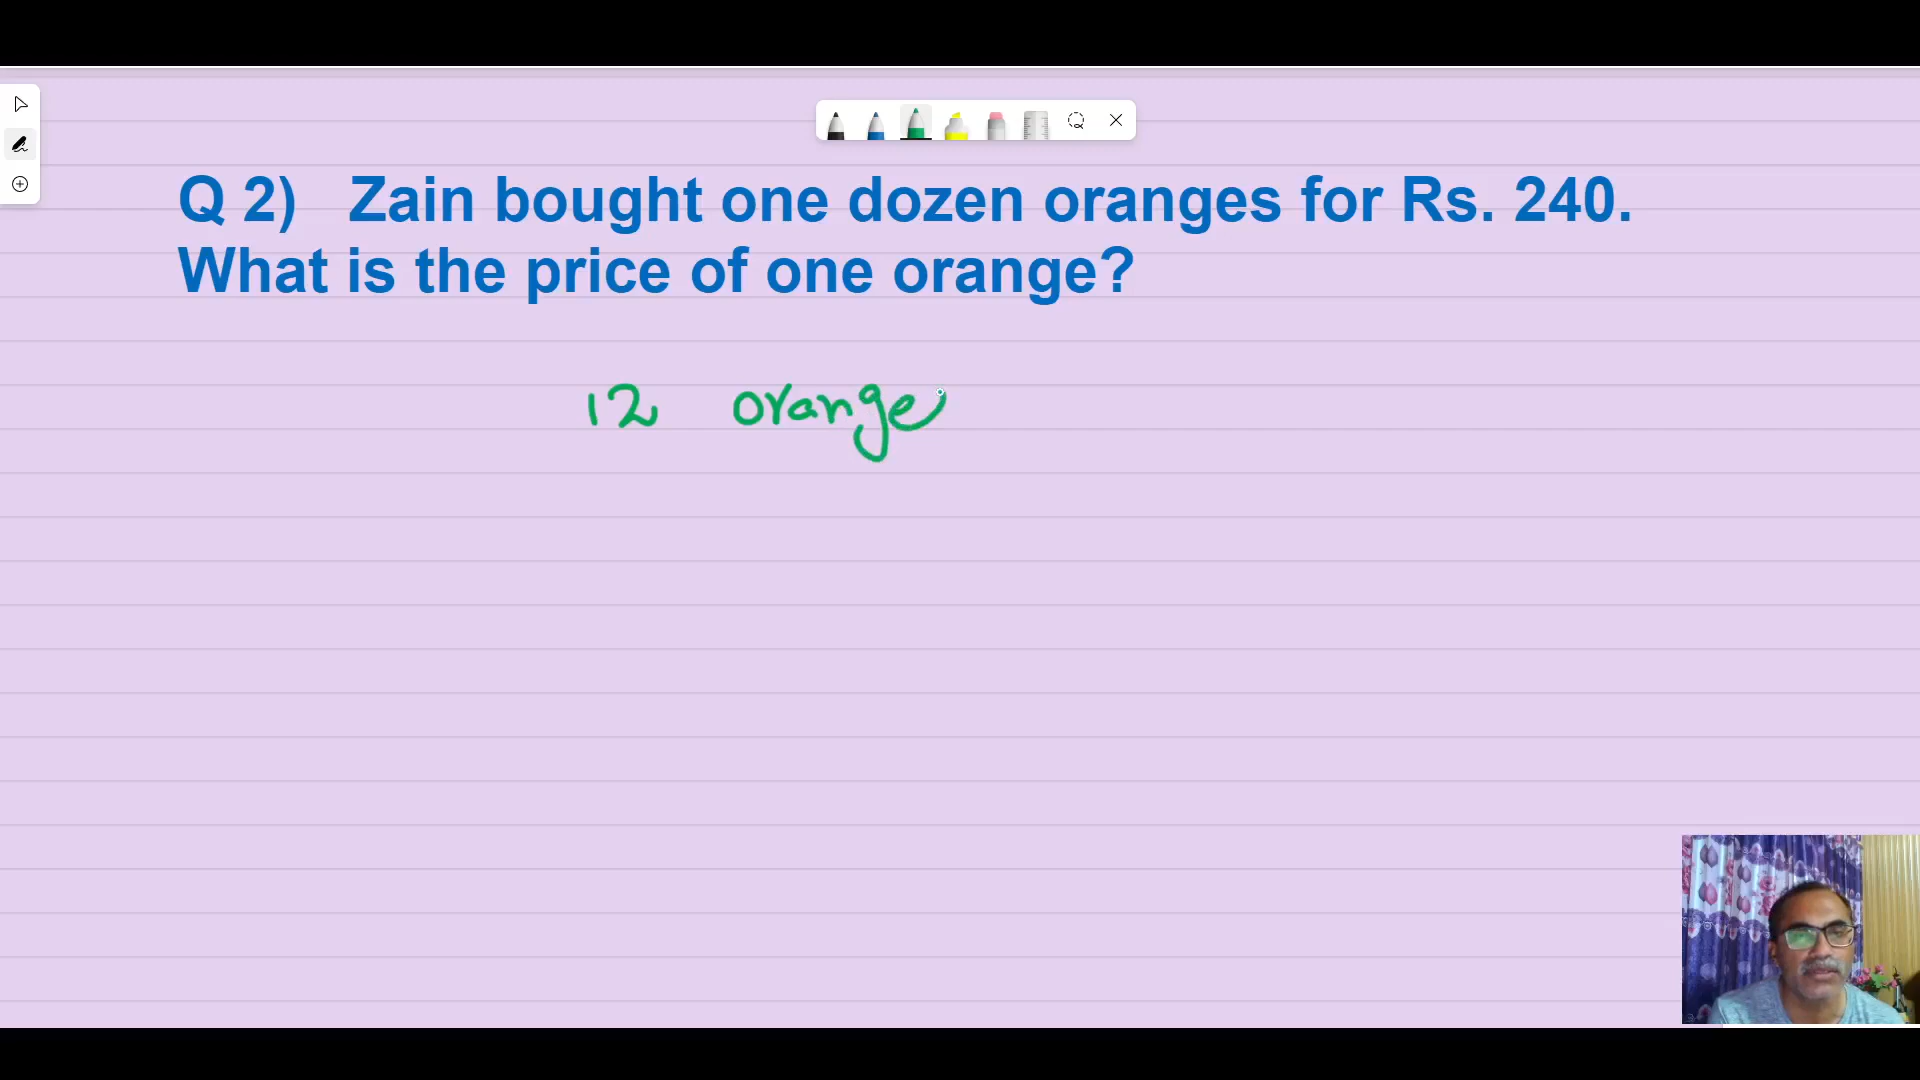 Q 2) Zain bought one dozen oranges for Rs. 240.
What is the price of one orange?
12 orange